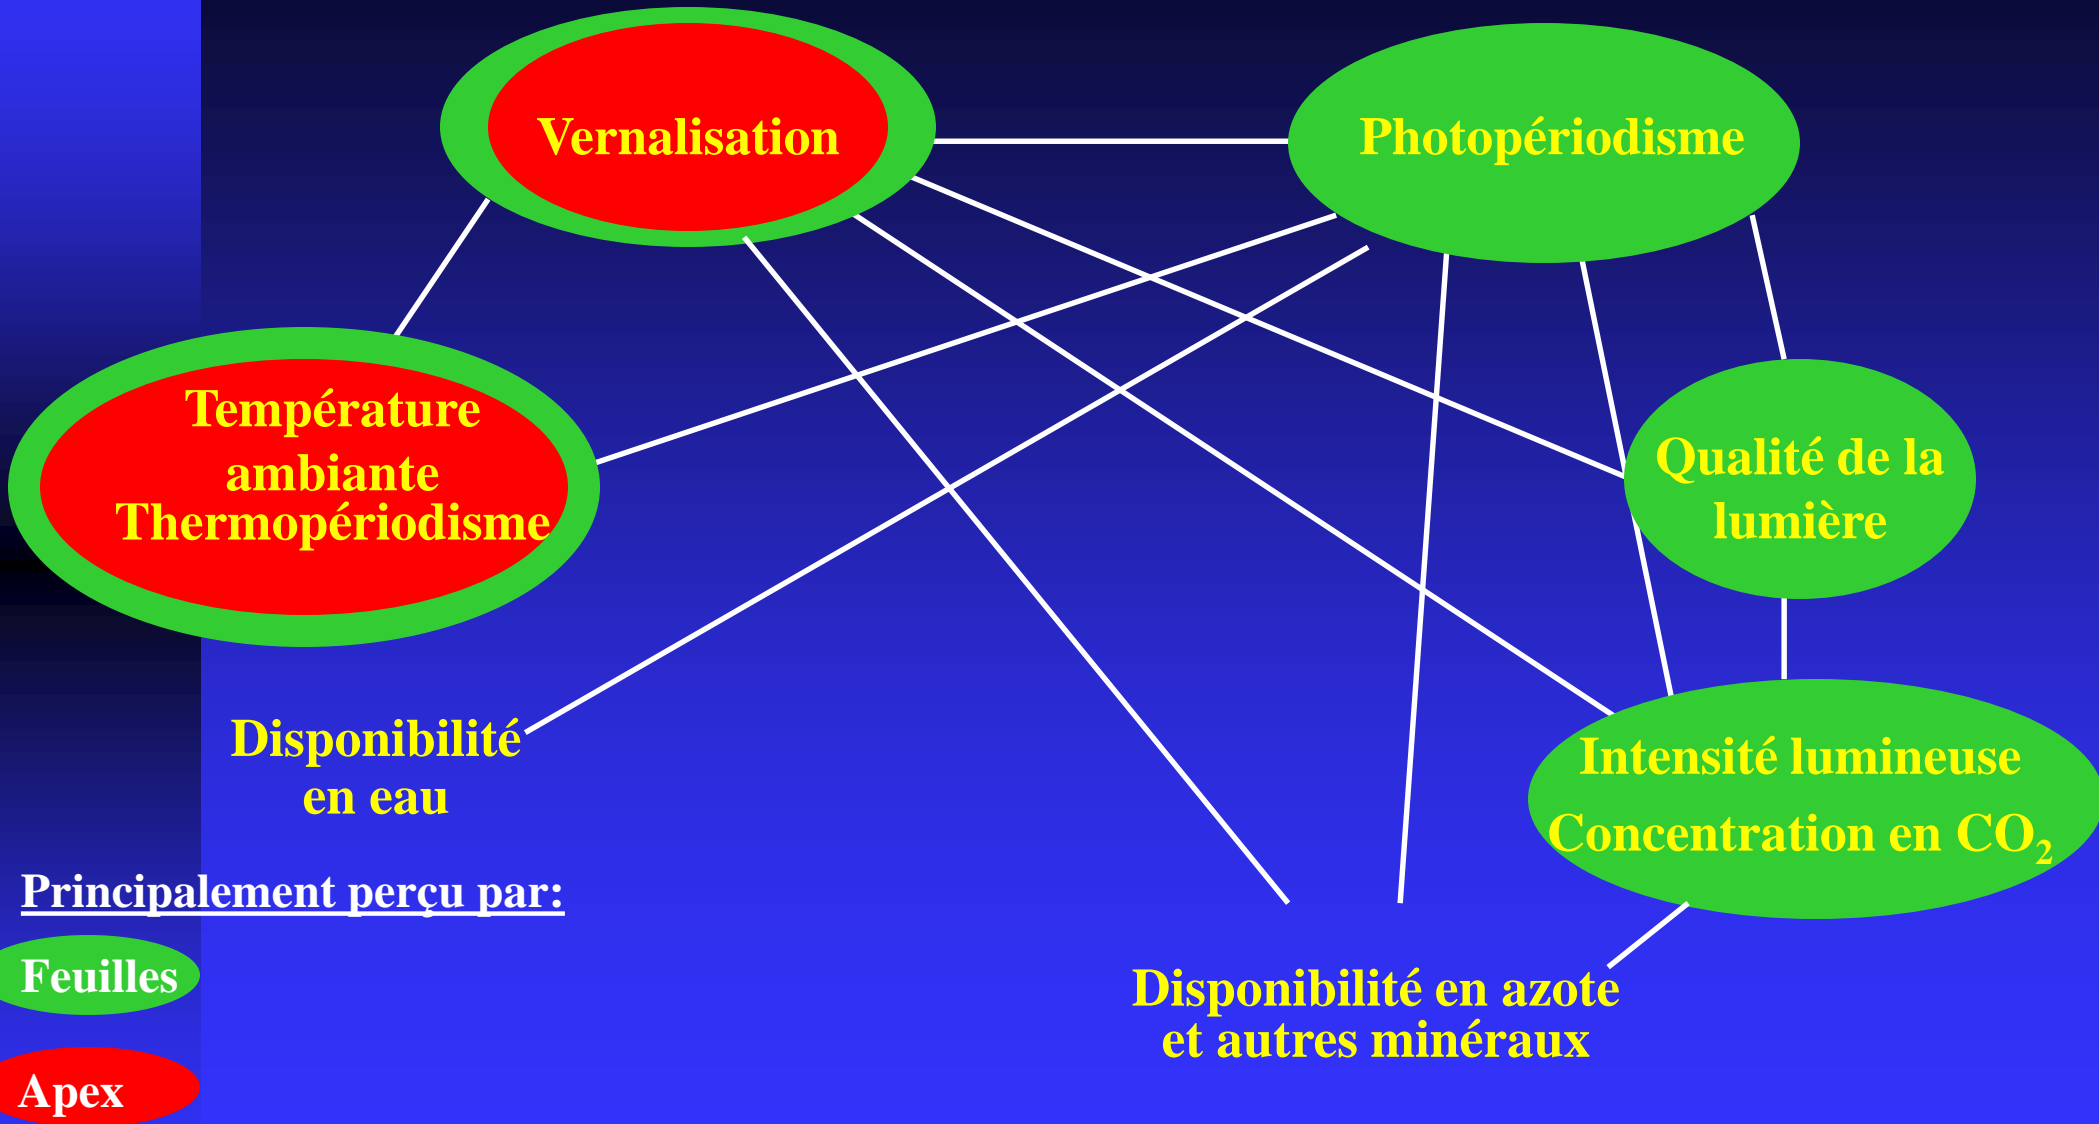 Vernalisation
Photopériodisme
Température
ambiante
Thermopériodisme
Qualité de la
lumière
Disponibilité
en eau
Intensité lumineuse
Concentration en CO₂
Principalement perçu par:
Feuilles
Disponibilité en azote
et autres minéraux
Apex